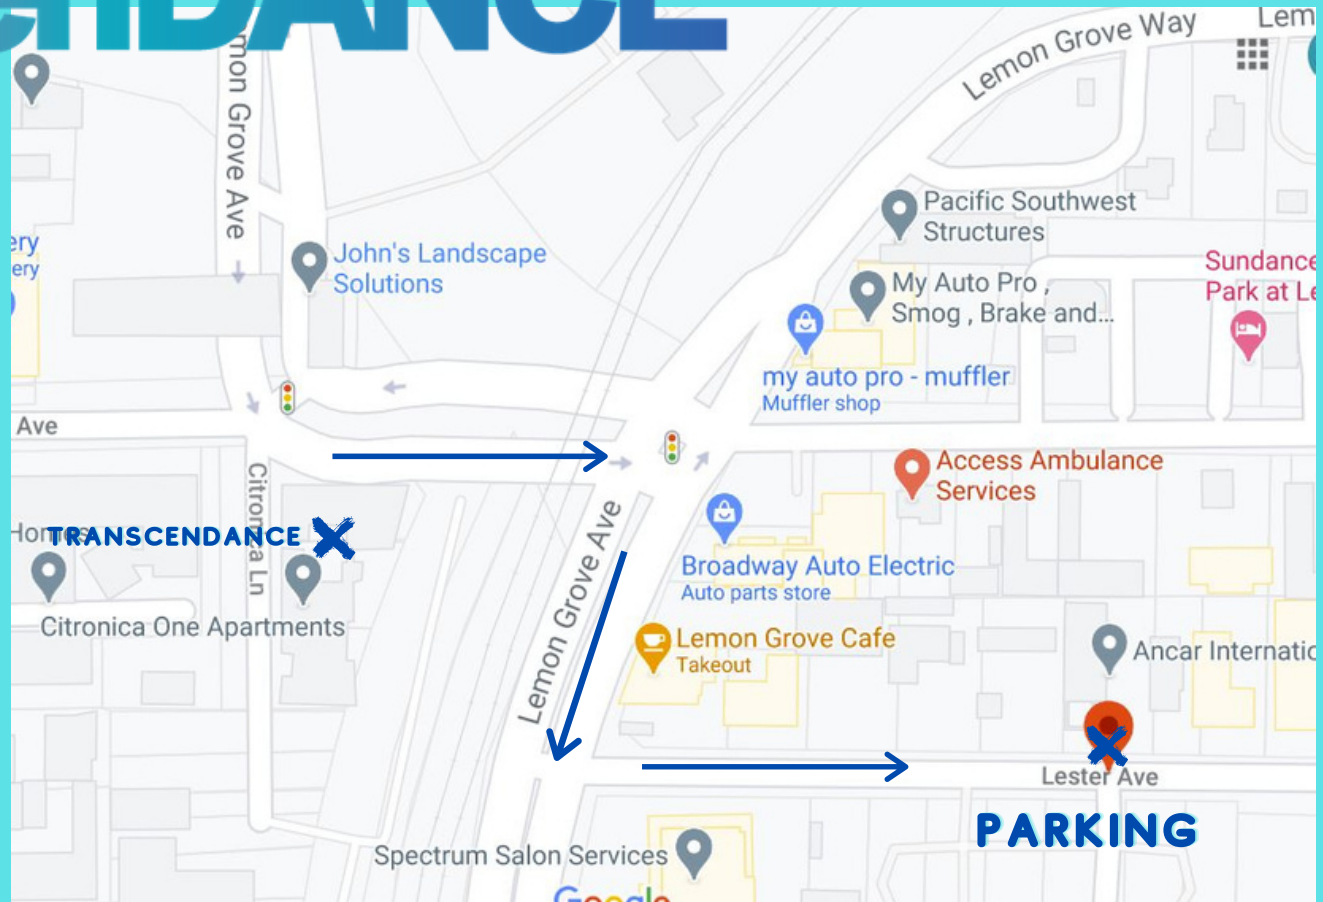 Lemon Grove Way
Lem
mon Grove Ave
Pacific Southwest
Structures
ery
ery
John's Landscape
Solutions
My Auto Pro ,
Smog , Brake and...
Sundance
Park at Le
my auto pro - muffler
Muffler shop
Ave
Access Ambulance
Services
Citronica Ln
Lemon Grove Ave
TRANSCENDANCE
Broadway Auto Electric
Auto parts store
Citronica One Apartments
Lemon Grove Cafe
Takeout
Ancar Internatio
Lester Ave
PARKING
Spectrum Salon Services
Google